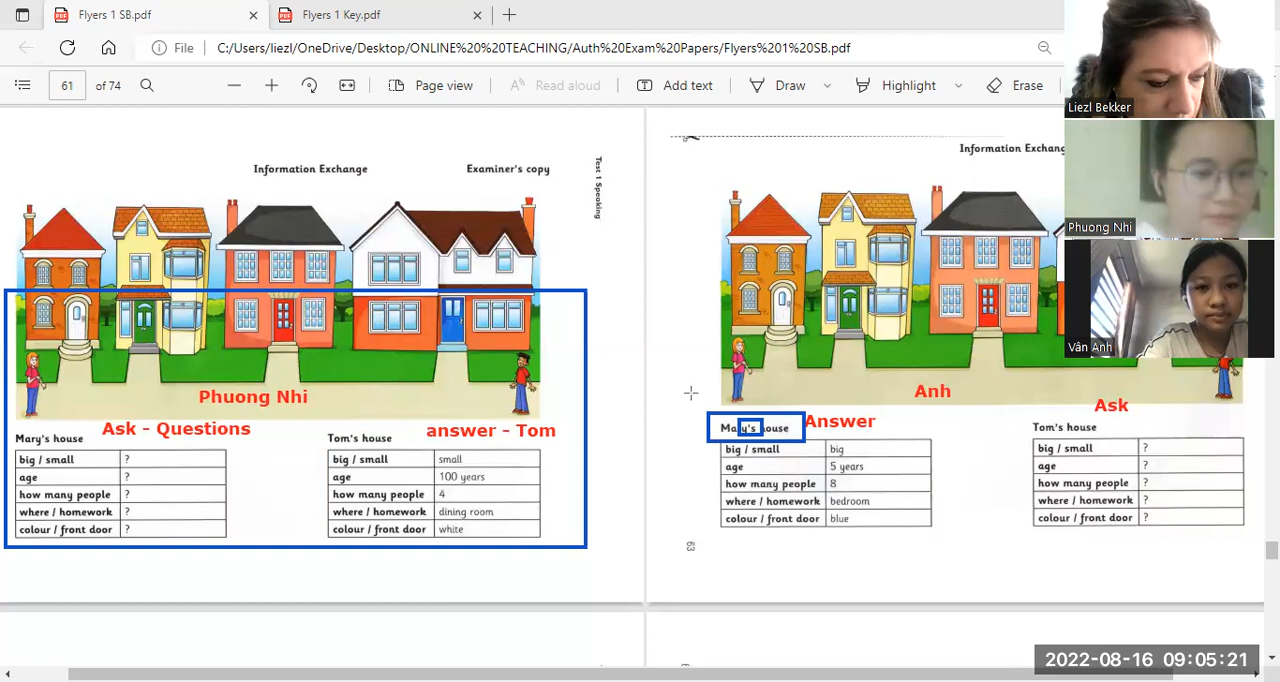 Flyers 1 SB.pdf
Flyers 1 Key.pdf
File
C:/Users/liezl/OneDrive/Desktop/ONLINE%20%20TEACHING/Auth%20Exam%20Papers/Flyers%201%20SB.pdf
61 of 74
Page view
Read aloud
Add text
Draw
Highlight
Erase
Information Exchange
Examiner's copy
Test 1 Speaking
Phuong Nhi
Ask - Questions
answer - Tom
Mary's house
big / small ?
age ?
how many people ?
where / homework ?
colour / front door ?
Tom's house
big / small small
age 100 years
how many people 4
where / homework dining room
colour / front door white
Information Exchang
Anh
Answer
Ask
Mary's house
big / small big
age 5 years
how many people 8
where / homework bedroom
colour / front door blue
Tom's house
big / small ?
age ?
how many people ?
where / homework ?
colour / front door ?
63
Liezl Bekker
Phuong Nhi
Vân Anh
2022-08-16 09:05:21